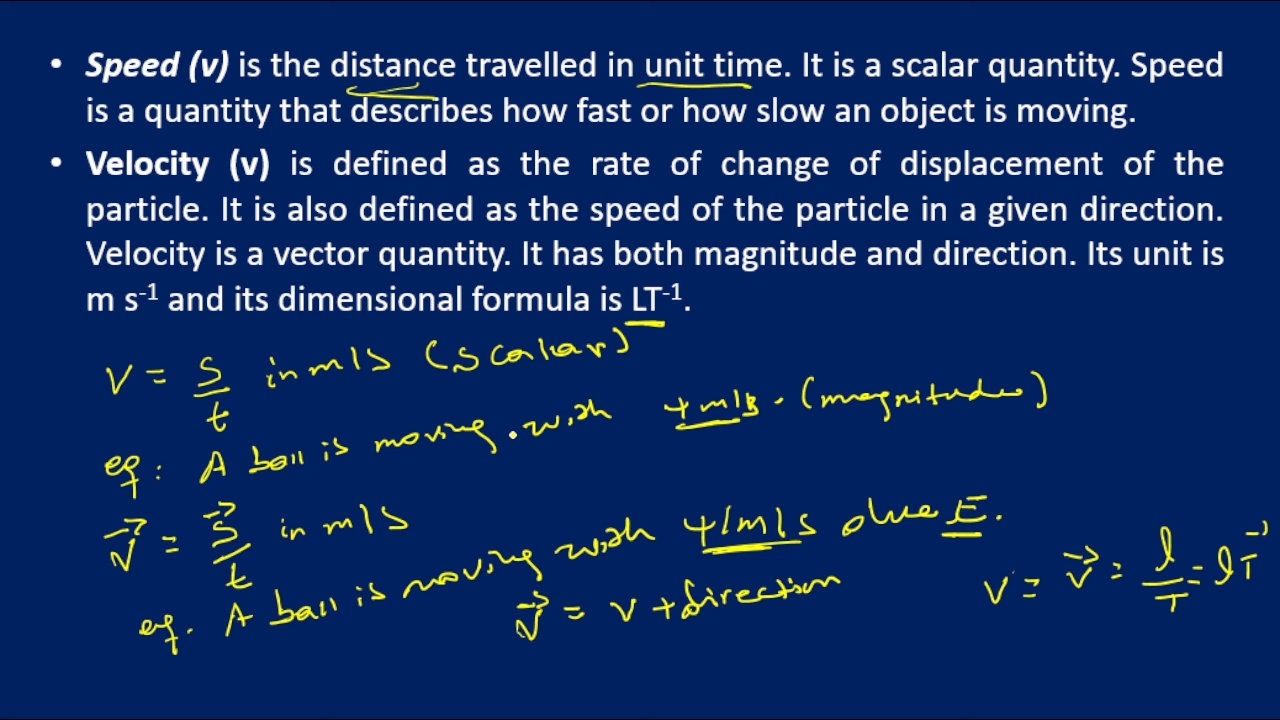 • Speed (v) is the distance travelled in unit time. It is a scalar quantity. Speed
is a quantity that describes how fast or how slow an object is moving.
• Velocity (v) is defined as the rate of change of displacement of the
particle. It is also defined as the speed of the particle in a given direction.
Velocity is a vector quantity. It has both magnitude and direction. Its unit is
m s⁻¹ and its dimensional formula is LT⁻¹.
V = S/t in m/s (scalar)
eg: A ball is moving with 4 m/s. (magnitude)
V⃗ = S⃗/t in m/s
eg. A ball is moving with 4/m/s due E.
V⃗ = V + direction
V = V⃗ = l/T = lT⁻¹